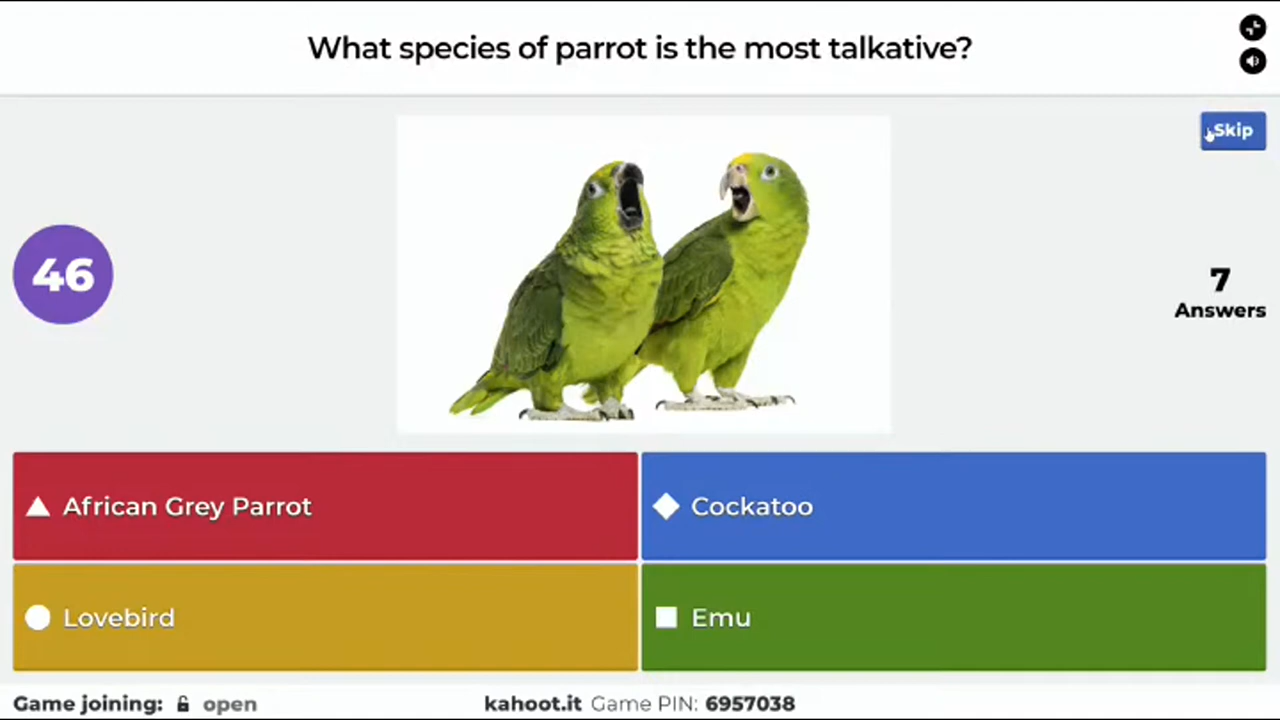 What species of parrot is the most talkative?
Skip
46
7
Answers
African Grey Parrot
Cockatoo
Lovebird
Emu
Game joining: open
kahoot.it Game PIN: 6957038